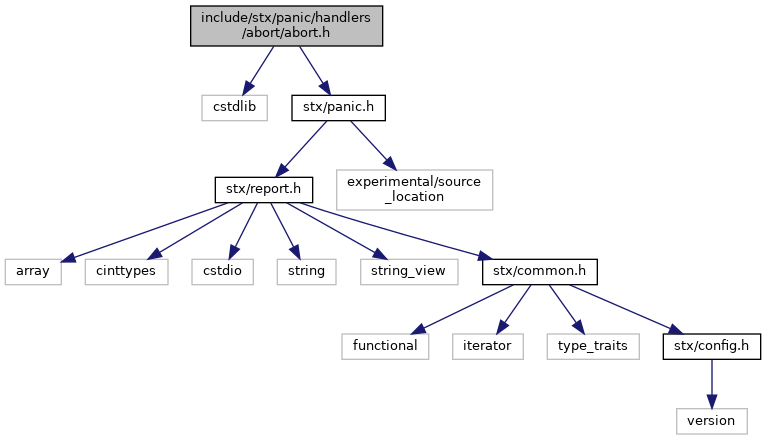 include/stx/panic/handlers
/abort/abort.h
cstdlib
stx/panic.h
stx/report.h
experimental/source
_location
array
cinttypes
cstdio
string
string_view
stx/common.h
functional
iterator
type_traits
stx/config.h
version